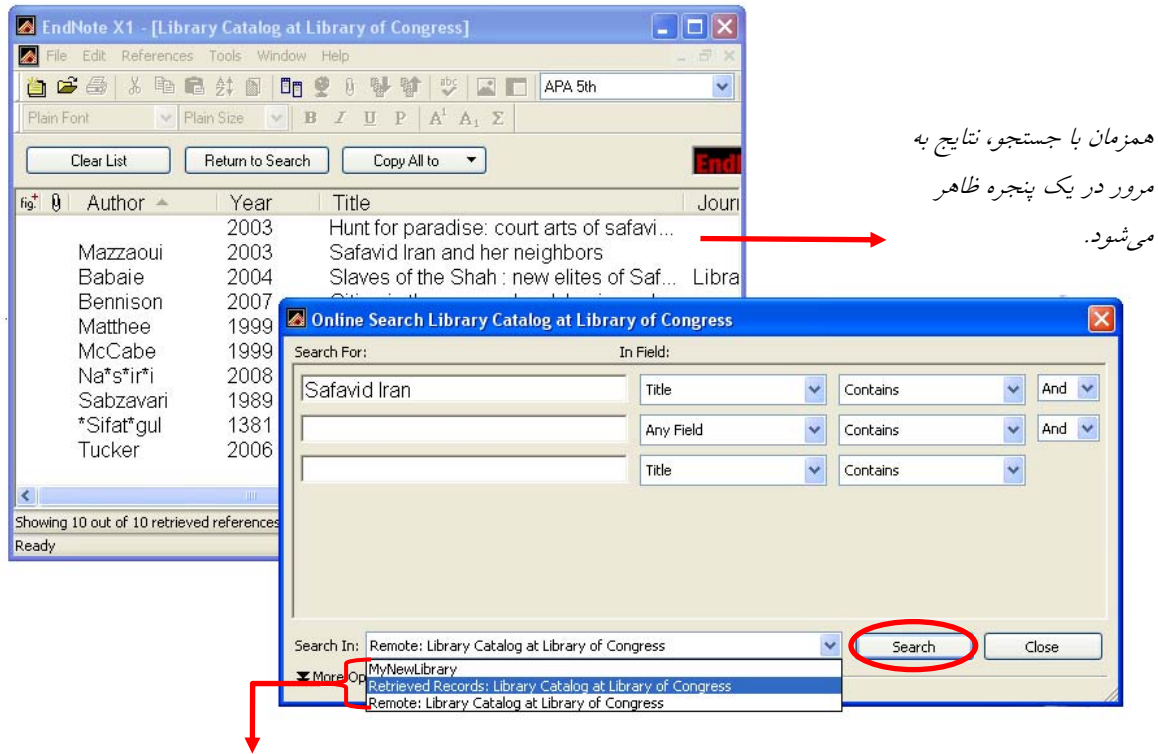 EndNote X1 - [Library Catalog at Library of Congress]
File Edit References Tools Window Help
APA 5th
Plain Font Plain Size B I U P A¹ A₁ Σ
Clear List Return to Search Copy All to
fig. Author Year Title
2003 Hunt for paradise: court arts of safavi...
Mazzaoui 2003 Safavid Iran and her neighbors
Babaie 2004 Slaves of the Shah : new elites of Saf... Libra
Bennison 2007
Matthee 1999
McCabe 1999
Na*s*ir*i 2008
Sabzavari 1989
*Sifat*gul 1381
Tucker 2006
Showing 10 out of 10 retrieved references
Ready
همزمان با جستجو، نتایج به
مرور در یک پنجره ظاهر
می‌شود.
Online Search Library Catalog at Library of Congress
Search For: In Field:
Safavid Iran Title Contains And
Any Field Contains And
Title Contains
Search In: Remote: Library Catalog at Library of Congress Search Close
More Op
MyNewLibrary
Retrieved Records: Library Catalog at Library of Congress
Remote: Library Catalog at Library of Congress